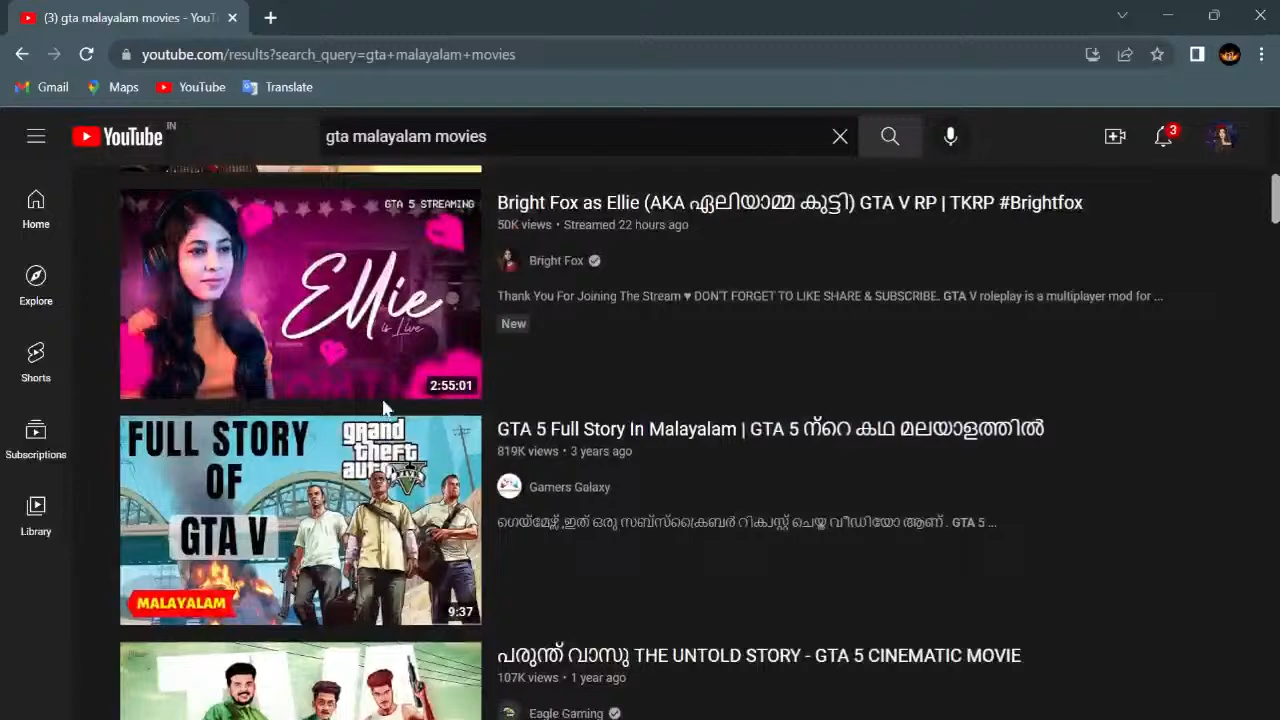 (3) gta malayalam movies - YouT
youtube.com/results?search_query=gta+malayalam+movies
Gmail
Maps
YouTube
Translate
YouTube IN
gta malayalam movies
3
Home
Explore
Shorts
Subscriptions
Library
GTA 5 STREAMING
Ellie
is Live
2:55:01
Bright Fox as Ellie (AKA ഏലിയാമ്മ കുട്ടി) GTA V RP | TKRP #Brightfox
50K views • Streamed 22 hours ago
Bright Fox
Thank You For Joining The Stream ♥ DON'T FORGET TO LIKE SHARE & SUBSCRIBE. GTA V roleplay is a multiplayer mod for ...
New
FULL STORY
OF
GTA V
grand
theft
auto
FIVE
MALAYALAM
9:37
GTA 5 Full Story In Malayalam | GTA 5 ന്റെ കഥ മലയാളത്തിൽ
819K views • 3 years ago
Gamers Galaxy
ഗെയ്മേഴ്സ് ,ഇത് ഒരു സബ്സ്ക്രൈബർ റിക്വസ്റ്റ് ചെയ്ത വീഡിയോ ആണ് . GTA 5 ...
പരുന്ത് വാസു THE UNTOLD STORY - GTA 5 CINEMATIC MOVIE
107K views • 1 year ago
Eagle Gaming